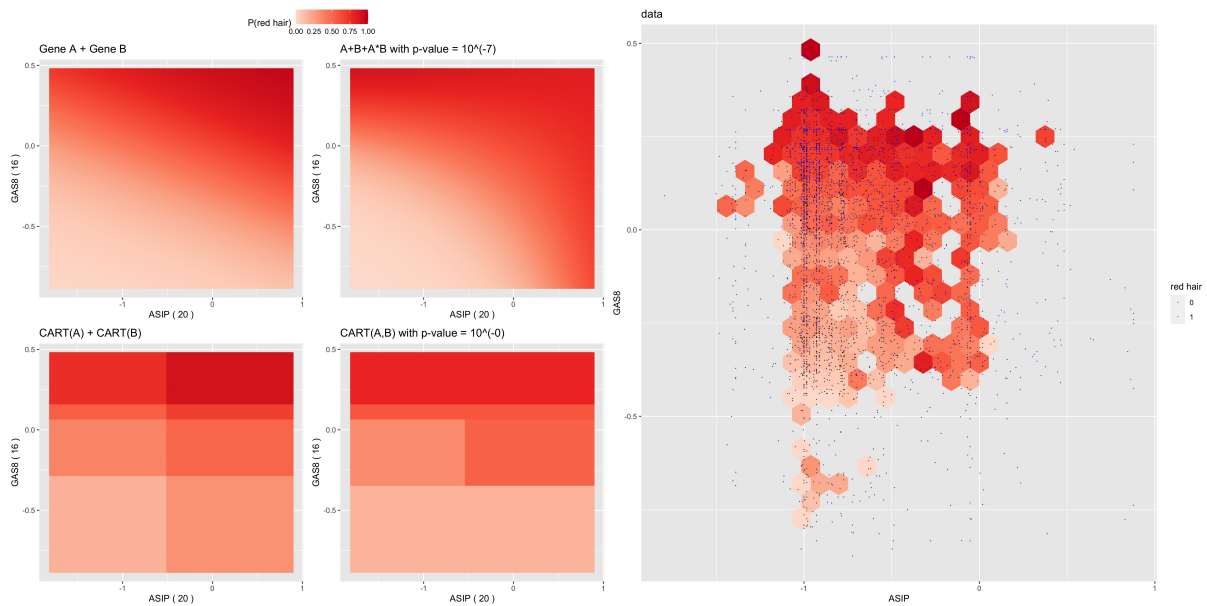 P(red hair)
0.00 0.25 0.50 0.75 1.00
Gene A + Gene B
0.5
0.0
-0.5
GAS8 ( 16 )
-1 0 1
ASIP ( 20 )
A+B+A*B with p-value = 10^(-7)
0.5
0.0
-0.5
GAS8 ( 16 )
-1 0 1
ASIP ( 20 )
CART(A) + CART(B)
0.5
0.0
-0.5
GAS8 ( 16 )
-1 0 1
ASIP ( 20 )
CART(A,B) with p-value = 10^(-0)
0.5
0.0
-0.5
GAS8 ( 16 )
-1 0 1
ASIP ( 20 )
data
0.5
0.0
-0.5
GAS8
-1 0 1
ASIP
red hair
0
1